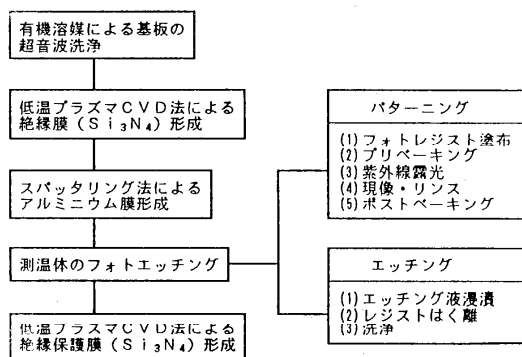 有機溶媒による基板の
超音波洗浄
低温プラズマCVD法による
絶縁膜（Si₃N₄）形成
スパッタリング法による
アルミニウム膜形成
測温体のフォトエッチング
低温プラズマCVD法による
絶縁保護膜（Si₃N₄）形成
パターニング
(1)フォトレジスト塗布
(2)プリベーキング
(3)紫外線露光
(4)現像・リンス
(5)ポストベーキング
エッチング
(1)エッチング液浸漬
(2)レジストはく離
(3)洗浄